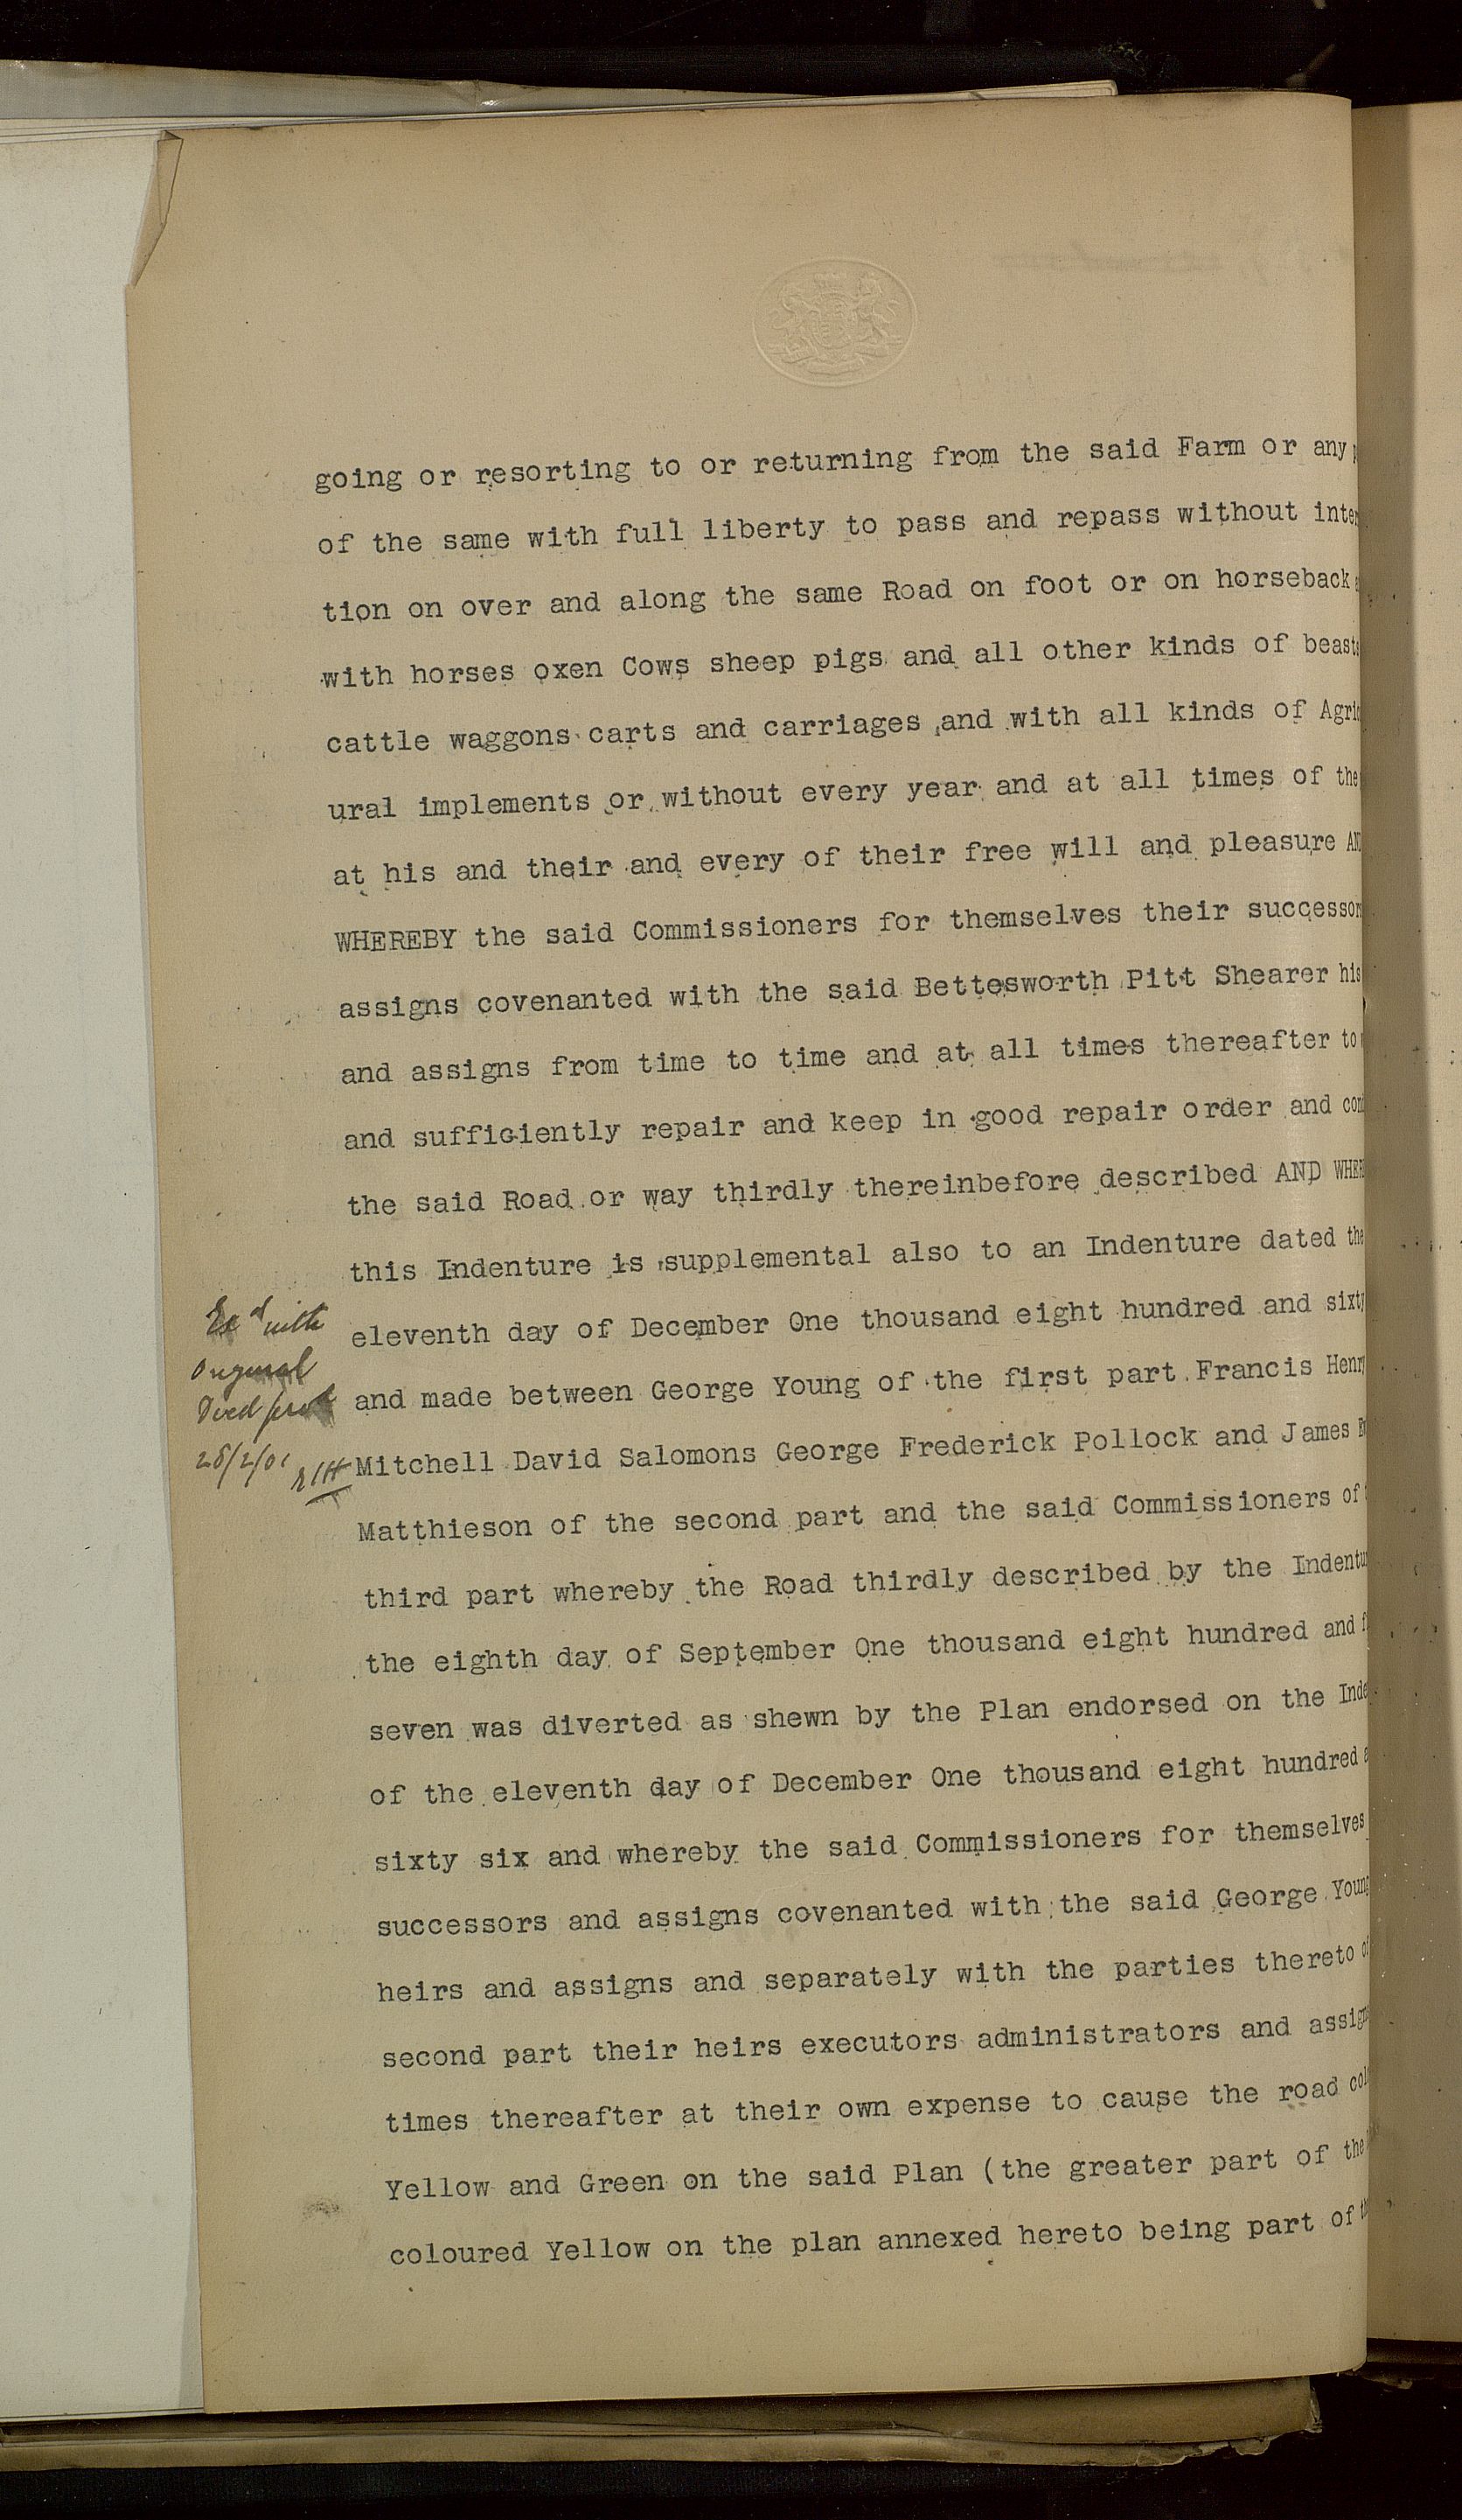 going or resorting to or returning from the said Farm or any p
of the same with full liberty to pass and repass without inter
tion on over and along the same Road on foot or on horseback
with horses oxen Cows sheep pigs and all other kinds of beasts
cattle waggons carts and carriages and with all kinds of Agric
ural implements or without every year and at all times of the
at his and their and every of their free will and pleasure AND
WHEREBY the said Commissioners for themselves their successors
assigns covenanted with the said Bettesworth Pitt Shearer his
and assigns from time to time and at all times thereafter to
and sufficiently repair and keep in good repair order and con
the said Road or way thirdly thereinbefore described AND WHERE
this Indenture is supplemental also to an Indenture dated the
eleventh day of December One thousand eight hundred and sixty
and made between George Young of the first part Francis Henry
Mitchell David Salomons George Frederick Pollock and James
Matthieson of the second part and the said Commissioners of
third part whereby the Road thirdly described by the Indentu
the eighth day of September One thousand eight hundred and f
seven was diverted as shewn by the Plan endorsed on the Inde
of the eleventh day of December One thousand eight hundred a
sixty six and whereby the said Commissioners for themselves
successors and assigns covenanted with the said George Young
heirs and assigns and separately with the parties thereto of
second part their heirs executors administrators and assigns
times thereafter at their own expense to cause the road col
Yellow and Green on the said Plan (the greater part of the
coloured Yellow on the plan annexed hereto being part of th
Exd with
Original
Deed
28/2/01